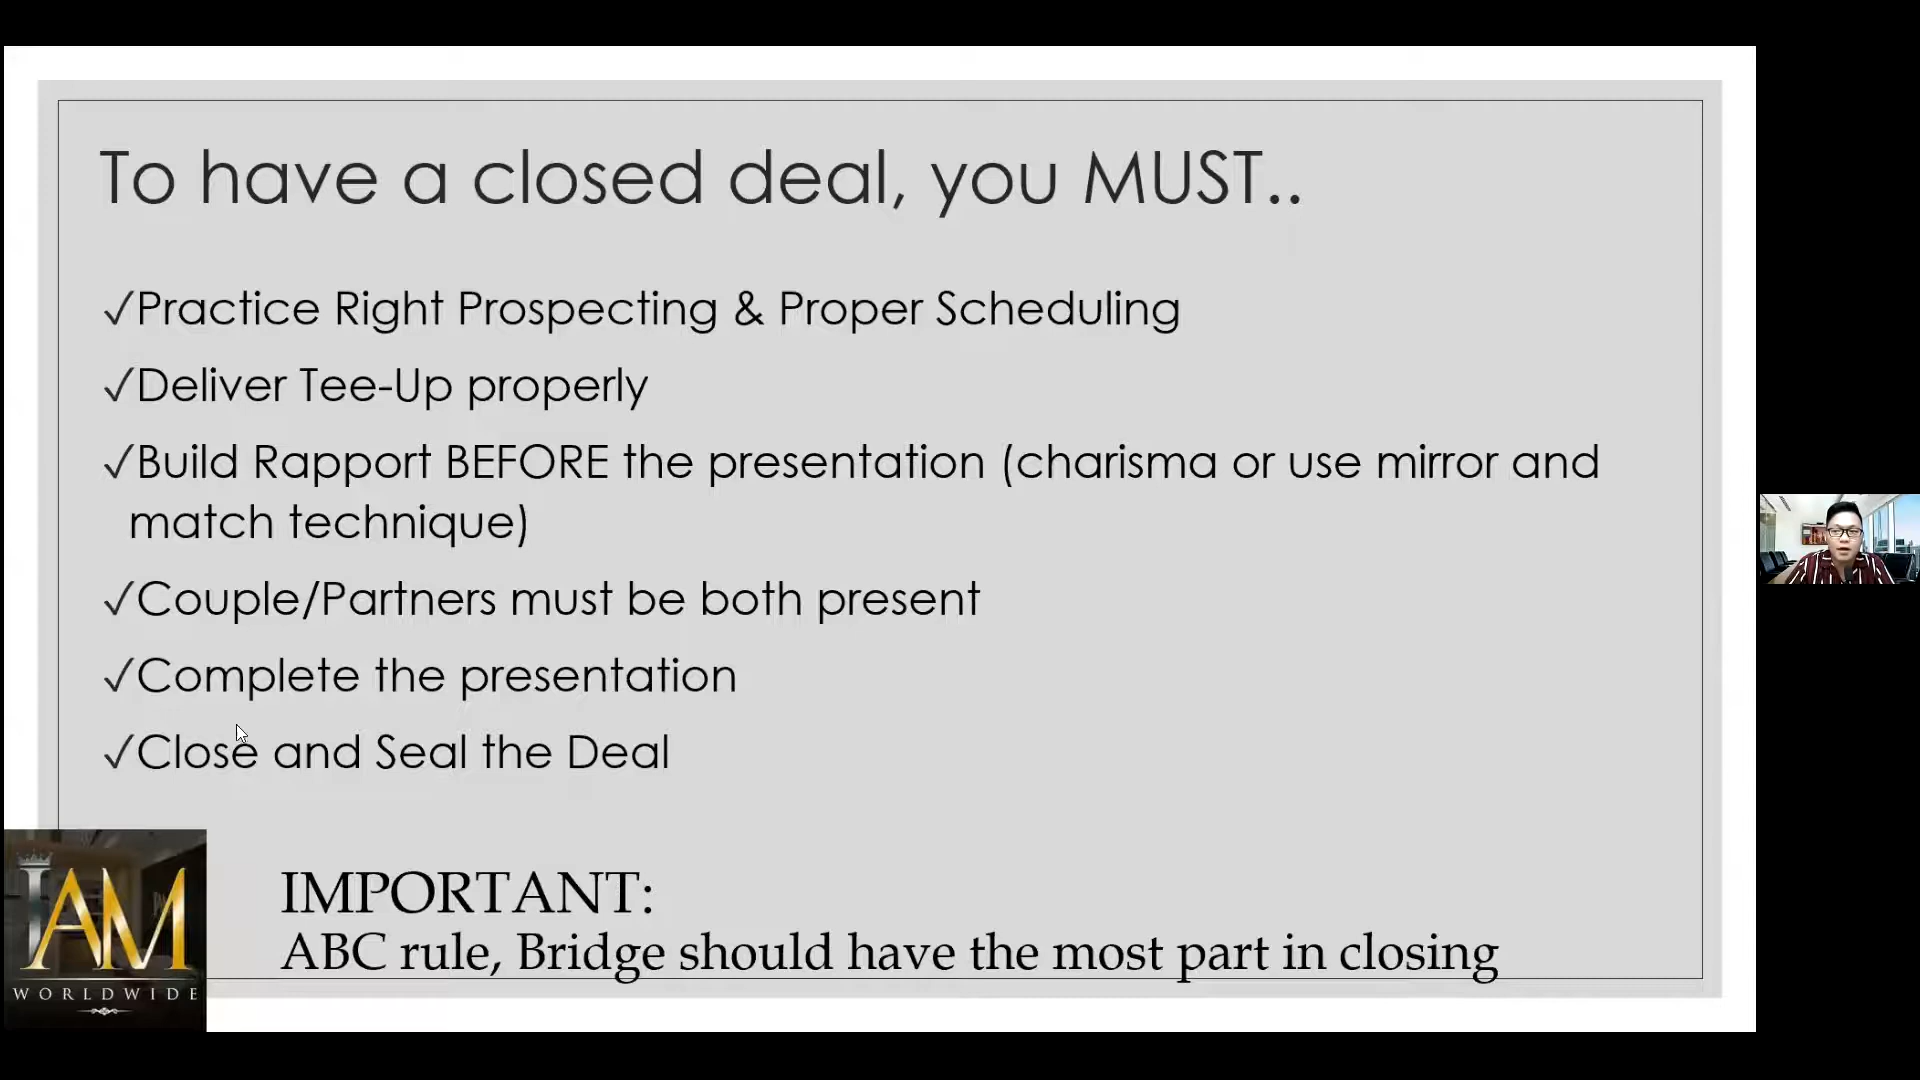 To have a closed deal, you MUST..
✓Practice Right Prospecting & Proper Scheduling
✓Deliver Tee-Up properly
✓Build Rapport BEFORE the presentation (charisma or use mirror and
match technique)
✓Couple/Partners must be both present
✓Complete the presentation
✓Close and Seal the Deal
IMPORTANT:
ABC rule, Bridge should have the most part in closing
IAM
WORLDWIDE